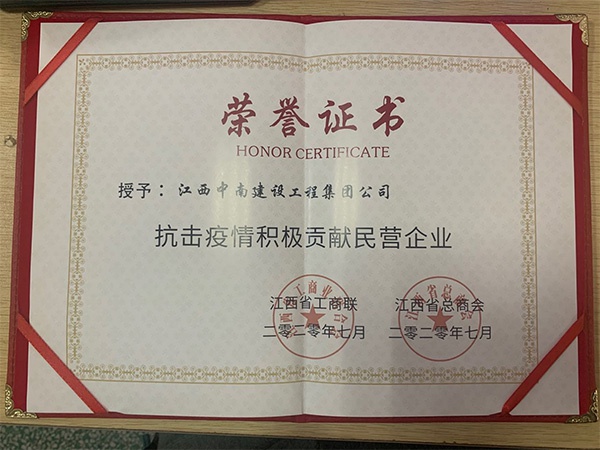 荣誉证书
HONOR CERTIFICATE
授予：江西中南建设工程集团公司
抗击疫情积极贡献民营企业
江西省工商联 江西省总商会
二零二零年七月 二零二零年七月